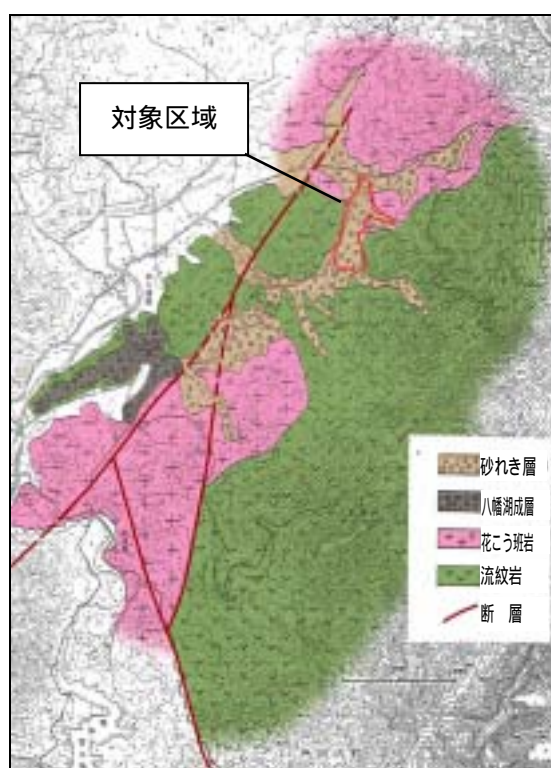 対象区域
砂れき層
八幡湖成層
花こう斑岩
流紋岩
断 層